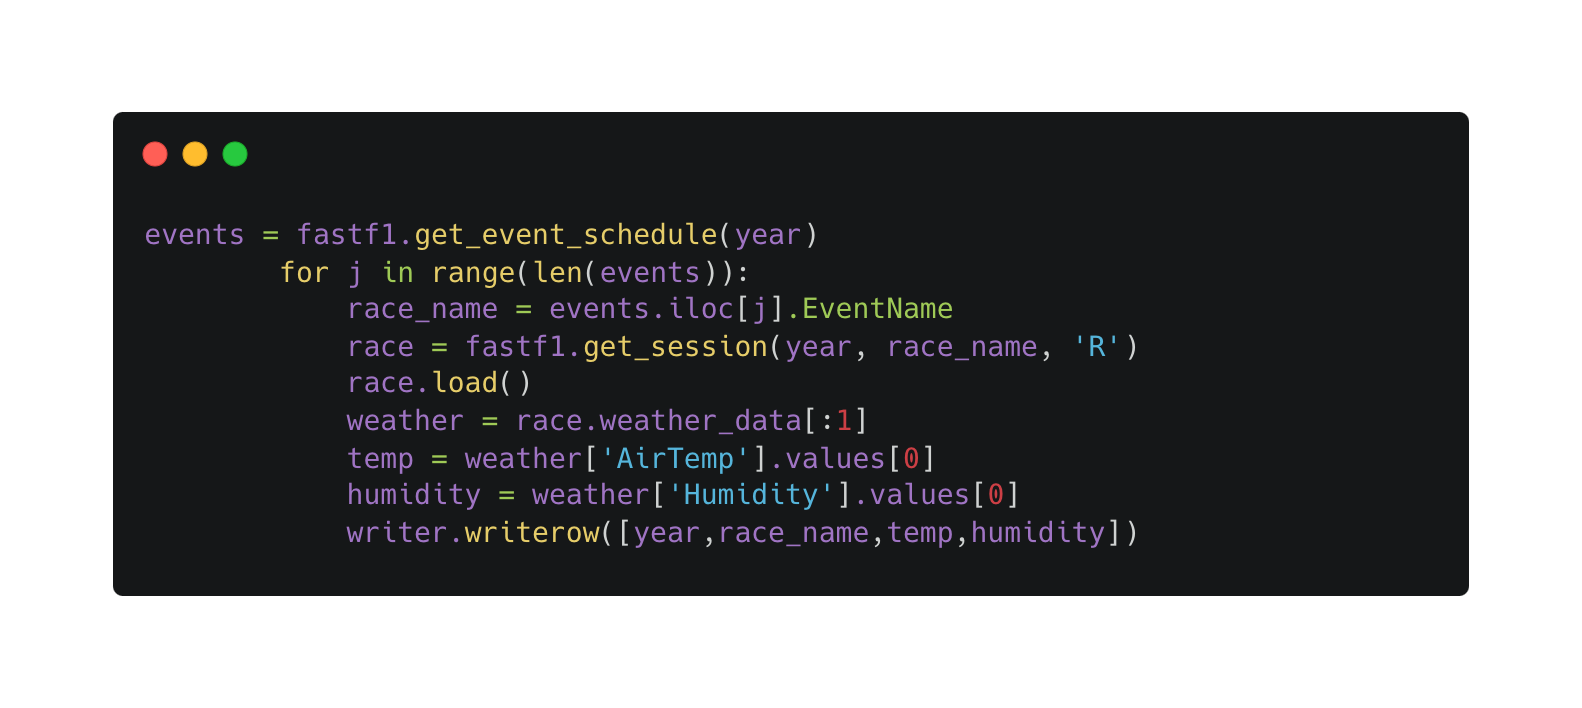 events = fastf1.get_event_schedule(year)
        for j in range(len(events)):
            race_name = events.iloc[j].EventName
            race = fastf1.get_session(year, race_name, 'R')
            race.load()
            weather = race.weather_data[:1]
            temp = weather['AirTemp'].values[0]
            humidity = weather['Humidity'].values[0]
            writer.writerow([year,race_name,temp,humidity])